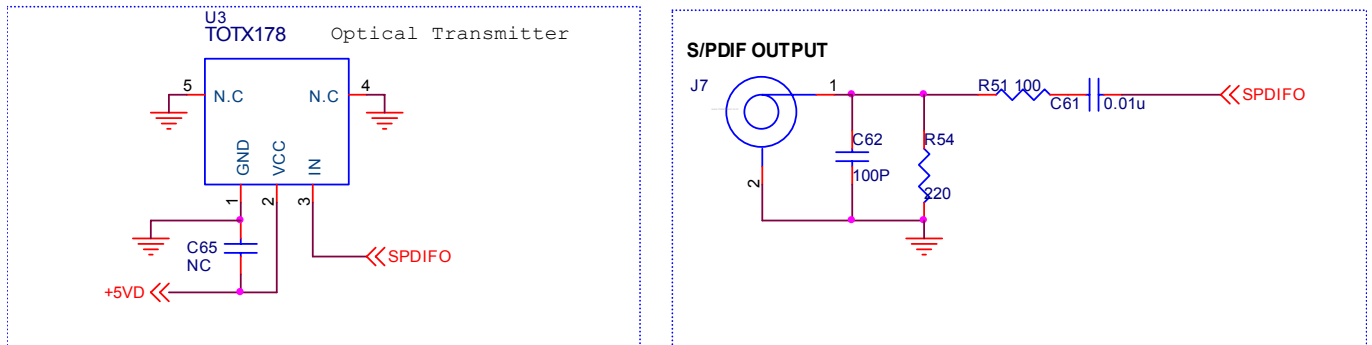 U3
TOTX178 Optical Transmitter
5 N.C N.C 4
GND VCC IN
1 2 3
C65
NC
SPDIFO
+5VD
S/PDIF OUTPUT
J7
1
2
C62
100P
R54
220
R51 100
C61 0.01u
SPDIFO